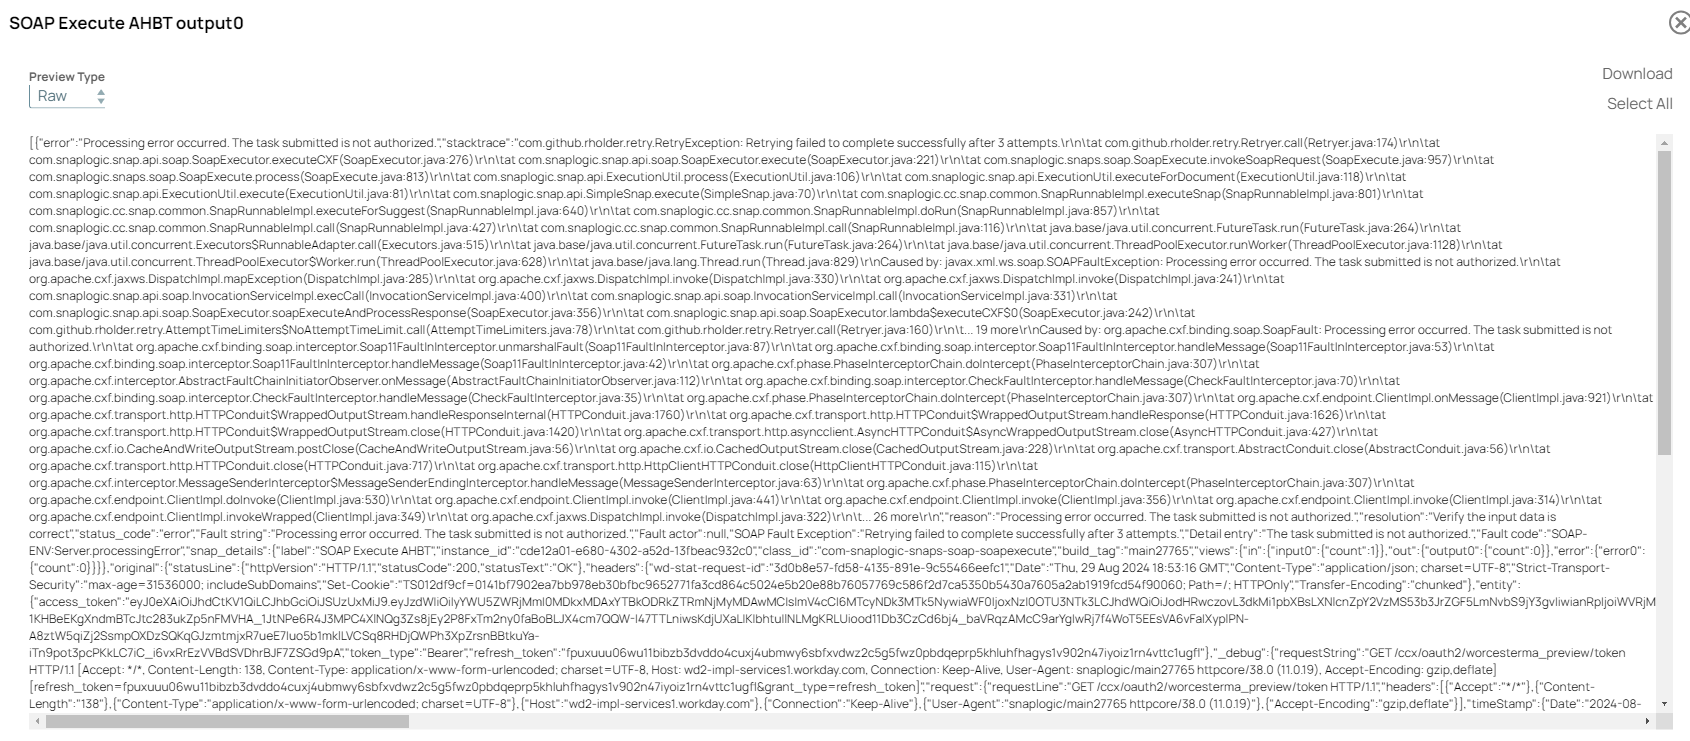 SOAP Execute AHBT output0
Preview Type
Raw
Download
Select All
[{"error":"Processing error occurred. The task submitted is not authorized.","stacktrace":"com.github.rholder.retry.RetryException: Retrying failed to complete successfully after 3 attempts.\r\n\tat com.github.rholder.retry.Retryer.call(Retryer.java:174)\r\n\tat
com.snaplogic.snap.api.soap.SoapExecutor.executeCXF(SoapExecutor.java:276)\r\n\tat com.snaplogic.snap.api.soap.SoapExecutor.execute(SoapExecutor.java:221)\r\n\tat com.snaplogic.snaps.soap.SoapExecute.invokeSoapRequest(SoapExecute.java:957)\r\n\tat
com.snaplogic.snaps.soap.SoapExecute.process(SoapExecute.java:813)\r\n\tat com.snaplogic.snap.api.ExecutionUtil.process(ExecutionUtil.java:106)\r\n\tat com.snaplogic.snap.api.ExecutionUtil.executeForDocument(ExecutionUtil.java:118)\r\n\tat
com.snaplogic.snap.api.ExecutionUtil.execute(ExecutionUtil.java:81)\r\n\tat com.snaplogic.snap.api.SimpleSnap.execute(SimpleSnap.java:70)\r\n\tat com.snaplogic.cc.snap.common.SnapRunnableImpl.executeSnap(SnapRunnableImpl.java:801)\r\n\tat
com.snaplogic.cc.snap.common.SnapRunnableImpl.executeForSuggest(SnapRunnableImpl.java:640)\r\n\tat com.snaplogic.cc.snap.common.SnapRunnableImpl.doRun(SnapRunnableImpl.java:857)\r\n\tat
com.snaplogic.cc.snap.common.SnapRunnableImpl.call(SnapRunnableImpl.java:427)\r\n\tat com.snaplogic.cc.snap.common.SnapRunnableImpl.call(SnapRunnableImpl.java:116)\r\n\tat java.base/java.util.concurrent.FutureTask.run(FutureTask.java:264)\r\n\tat
java.base/java.util.concurrent.Executors$RunnableAdapter.call(Executors.java:515)\r\n\tat java.base/java.util.concurrent.FutureTask.run(FutureTask.java:264)\r\n\tat java.base/java.util.concurrent.ThreadPoolExecutor.runWorker(ThreadPoolExecutor.java:1128)\r\n\tat
java.base/java.util.concurrent.ThreadPoolExecutor$Worker.run(ThreadPoolExecutor.java:628)\r\n\tat java.base/java.lang.Thread.run(Thread.java:829)\r\nCaused by: javax.xml.ws.soap.SOAPFaultException: Processing error occurred. The task submitted is not authorized.\r\n\tat
org.apache.cxf.jaxws.DispatchImpl.mapException(DispatchImpl.java:285)\r\n\tat org.apache.cxf.jaxws.DispatchImpl.invoke(DispatchImpl.java:330)\r\n\tat org.apache.cxf.jaxws.DispatchImpl.invoke(DispatchImpl.java:241)\r\n\tat
com.snaplogic.snap.api.soap.InvocationServiceImpl.execCall(InvocationServiceImpl.java:400)\r\n\tat com.snaplogic.snap.api.soap.InvocationServiceImpl.call(InvocationServiceImpl.java:331)\r\n\tat
com.snaplogic.snap.api.soap.SoapExecutor.soapExecuteAndProcessResponse(SoapExecutor.java:356)\r\n\tat com.snaplogic.snap.api.soap.SoapExecutor.lambda$executeCXF$0(SoapExecutor.java:242)\r\n\tat
com.github.rholder.retry.AttemptTimeLimiters$NoAttemptTimeLimit.call(AttemptTimeLimiters.java:78)\r\n\tat com.github.rholder.retry.Retryer.call(Retryer.java:160)\r\n\t... 19 more\r\nCaused by: org.apache.cxf.binding.soap.SoapFault: Processing error occurred. The task submitted is not
authorized.\r\n\tat org.apache.cxf.binding.soap.interceptor.Soap11FaultInInterceptor.unmarshalFault(Soap11FaultInInterceptor.java:87)\r\n\tat org.apache.cxf.binding.soap.interceptor.Soap11FaultInInterceptor.handleMessage(Soap11FaultInInterceptor.java:53)\r\n\tat
org.apache.cxf.binding.soap.interceptor.Soap11FaultInInterceptor.handleMessage(Soap11FaultInInterceptor.java:42)\r\n\tat org.apache.cxf.phase.PhaseInterceptorChain.doIntercept(PhaseInterceptorChain.java:307)\r\n\tat
org.apache.cxf.interceptor.AbstractFaultChainInitiatorObserver.onMessage(AbstractFaultChainInitiatorObserver.java:112)\r\n\tat org.apache.cxf.binding.soap.interceptor.CheckFaultInterceptor.handleMessage(CheckFaultInterceptor.java:70)\r\n\tat
org.apache.cxf.binding.soap.interceptor.CheckFaultInterceptor.handleMessage(CheckFaultInterceptor.java:35)\r\n\tat org.apache.cxf.phase.PhaseInterceptorChain.doIntercept(PhaseInterceptorChain.java:307)\r\n\tat org.apache.cxf.endpoint.ClientImpl.onMessage(ClientImpl.java:921)\r\n\tat
org.apache.cxf.transport.http.HTTPConduit$WrappedOutputStream.handleResponseInternal(HTTPConduit.java:1760)\r\n\tat org.apache.cxf.transport.http.HTTPConduit$WrappedOutputStream.handleResponse(HTTPConduit.java:1626)\r\n\tat
org.apache.cxf.transport.http.HTTPConduit$WrappedOutputStream.close(HTTPConduit.java:1420)\r\n\tat org.apache.cxf.transport.http.asyncclient.AsyncHTTPConduit$AsyncWrappedOutputStream.close(AsyncHTTPConduit.java:427)\r\n\tat
org.apache.cxf.io.CacheAndWriteOutputStream.postClose(CacheAndWriteOutputStream.java:56)\r\n\tat org.apache.cxf.io.CachedOutputStream.close(CachedOutputStream.java:228)\r\n\tat org.apache.cxf.transport.AbstractConduit.close(AbstractConduit.java:56)\r\n\tat
org.apache.cxf.transport.http.HTTPConduit.close(HTTPConduit.java:717)\r\n\tat org.apache.cxf.transport.http.HttpClientHTTPConduit.close(HttpClientHTTPConduit.java:115)\r\n\tat
org.apache.cxf.interceptor.MessageSenderInterceptor$MessageSenderEndingInterceptor.handleMessage(MessageSenderInterceptor.java:63)\r\n\tat org.apache.cxf.phase.PhaseInterceptorChain.doIntercept(PhaseInterceptorChain.java:307)\r\n\tat
org.apache.cxf.endpoint.ClientImpl.doInvoke(ClientImpl.java:530)\r\n\tat org.apache.cxf.endpoint.ClientImpl.invoke(ClientImpl.java:441)\r\n\tat org.apache.cxf.endpoint.ClientImpl.invoke(ClientImpl.java:356)\r\n\tat org.apache.cxf.endpoint.ClientImpl.invoke(ClientImpl.java:314)\r\n\tat
org.apache.cxf.endpoint.ClientImpl.invokeWrapped(ClientImpl.java:349)\r\n\tat org.apache.cxf.jaxws.DispatchImpl.invoke(DispatchImpl.java:322)\r\n\t... 26 more\r\n","reason":"Processing error occurred. The task submitted is not authorized.","resolution":"Verify the input data is
correct","status_code":"error","Fault string":"Processing error occurred. The task submitted is not authorized.","Fault actor":null,"SOAP Fault Exception":"Retrying failed to complete successfully after 3 attempts.","Detail entry":"The task submitted is not authorized.","Fault code":"SOAP-
ENV:Server.processingError","snap_details":{"label":"SOAP Execute AHBT","instance_id":"cde12a01-e680-4302-a52d-13fbeac932c0","class_id":"com-snaplogic-snaps-soap-soapexecute","build_tag":"main27765","views":{"in":{"input0":{"count":1}},"out":{"output0":{"count":0}},"error":{"error0":
{"count":0}}}},"original":{"statusLine":{"httpVersion":"HTTP/1.1","statusCode":200,"statusText":"OK"},"headers":{"wd-stat-request-id":"3d0b8e57-fd58-4135-891e-9c55466eefc1","Date":"Thu, 29 Aug 2024 18:53:16 GMT","Content-Type":"application/json; charset=UTF-8","Strict-Transport-
Security":"max-age=31536000; includeSubDomains","Set-Cookie":"TS012df9cf=0141bf7902ea7bb978eb30bfbc9652771fa3cd864c5024e5b20e88b76057769c586f2d7ca5350b5430a7605a2ab1919fcd54f90060; Path=/; HTTPOnly","Transfer-Encoding":"chunked"},"entity":
{"access_token":
","token_type":"Bearer","refresh_token":"fpuxuuu06wu11bibzb3dvddo4cuxj4ubmwy6sbfxvdwz2c5g5fwz0pbdqeprp5khluhfhagys1v902n47iyoiz1rn4vttc1ugfl"},"_debug":{"requestString":"GET /ccx/oauth2/worcesterma_preview/token
HTTP/1.1 [Accept: */*, Content-Length: 138, Content-Type: application/x-www-form-urlencoded; charset=UTF-8, Host: wd2-impl-services1.workday.com, Connection: Keep-Alive, User-Agent: snaplogic/main27765 httpcore/38.0 (11.0.19), Accept-Encoding: gzip,deflate]
[refresh_token=fpuxuuu06wu11bibzb3dvddo4cuxj4ubmwy6sbfxvdwz2c5g5fwz0pbdqeprp5khluhfhagys1v902n47iyoiz1rn4vttc1ugfl&grant_type=refresh_token]","request":{"requestLine":"GET /ccx/oauth2/worcesterma_preview/token HTTP/1.1","headers":[{"Accept":"*/*"},{"Content-
Length":"138"},{"Content-Type":"application/x-www-form-urlencoded; charset=UTF-8"},{"Host":"wd2-impl-services1.workday.com"},{"Connection":"Keep-Alive"},{"User-Agent":"snaplogic/main27765 httpcore/38.0 (11.0.19)"},{"Accept-Encoding":"gzip,deflate"}],"timeStamp":{"Date":"2024-08-